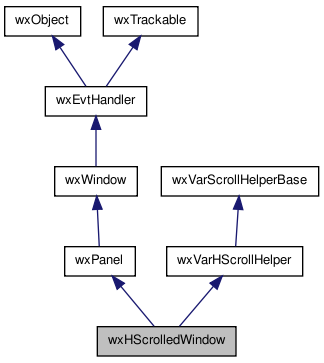 wxObject
wxTrackable
wxEvtHandler
wxWindow
wxVarScrollHelperBase
wxPanel
wxVarHScrollHelper
wxHScrolledWindow